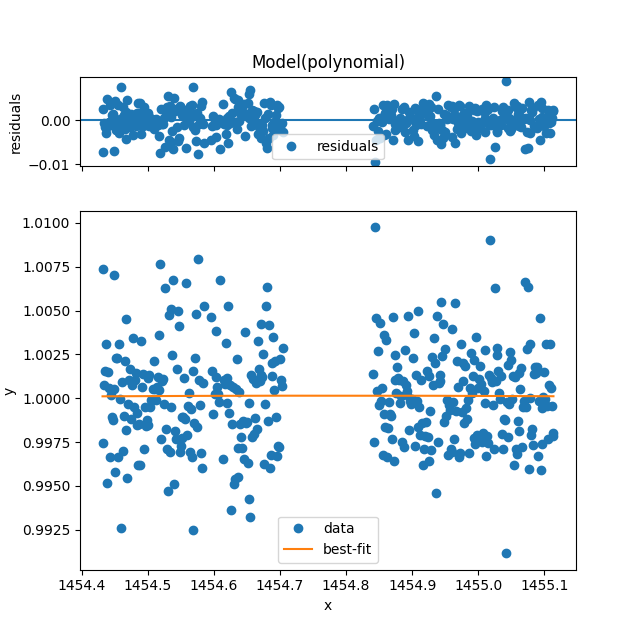 Model(polynomial)
residuals
0.00
−0.01
residuals
1.0100
1.0075
1.0050
1.0025
1.0000
0.9975
0.9950
0.9925
y
data
best-fit
1454.4 1454.5 1454.6 1454.7 1454.8 1454.9 1455.0 1455.1
x